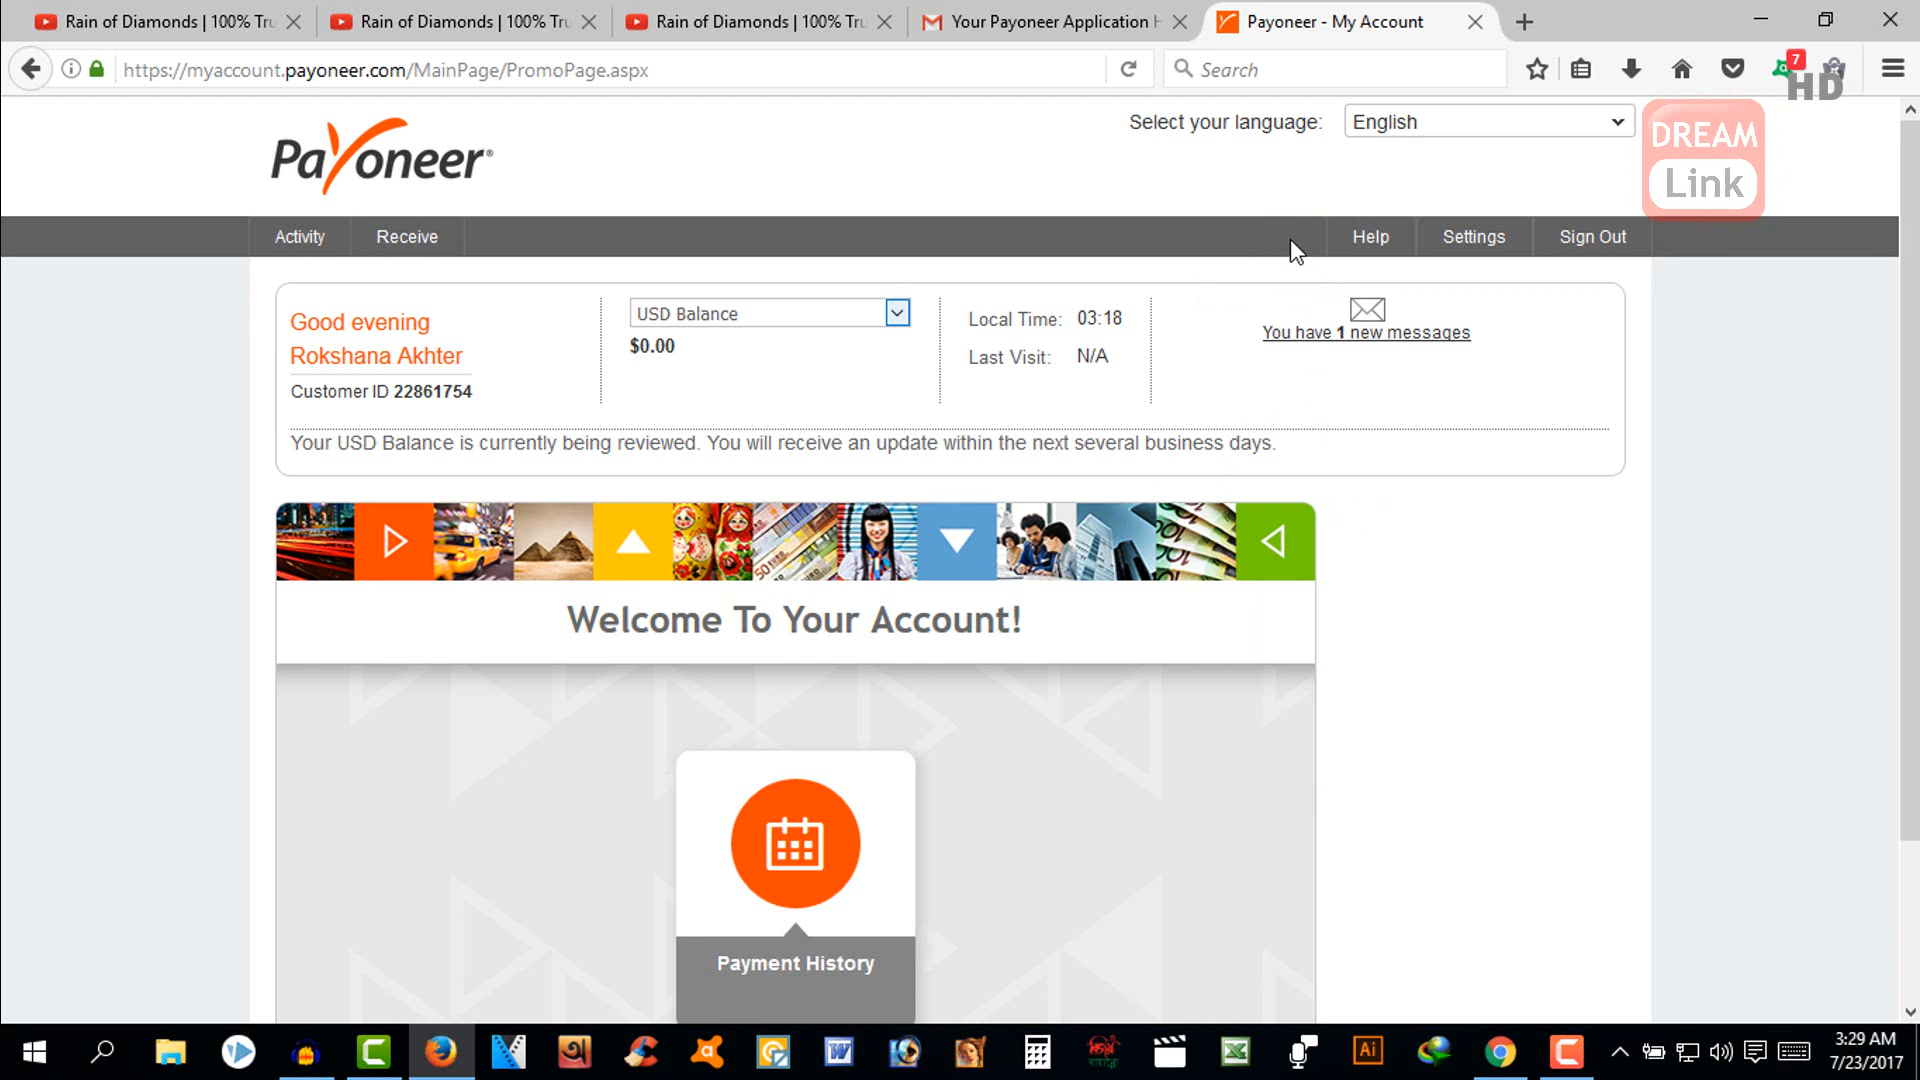 Rain of Diamonds | 100% Tru
Rain of Diamonds | 100% Tru
Rain of Diamonds | 100% Tru
Your Payoneer Application H
Payoneer - My Account
https://myaccount.payoneer.com/MainPage/PromoPage.aspx
Search
7
HD
Payoneer
Select your language:
English
DREAM
Link
Activity
Receive
Help
Settings
Sign Out
Good evening
Rokshana Akhter
Customer ID 22861754
USD Balance
$0.00
Local Time: 03:18
Last Visit: N/A
You have 1 new messages
Your USD Balance is currently being reviewed. You will receive an update within the next several business days.
Welcome To Your Account!
Payment History
3:29 AM
7/23/2017